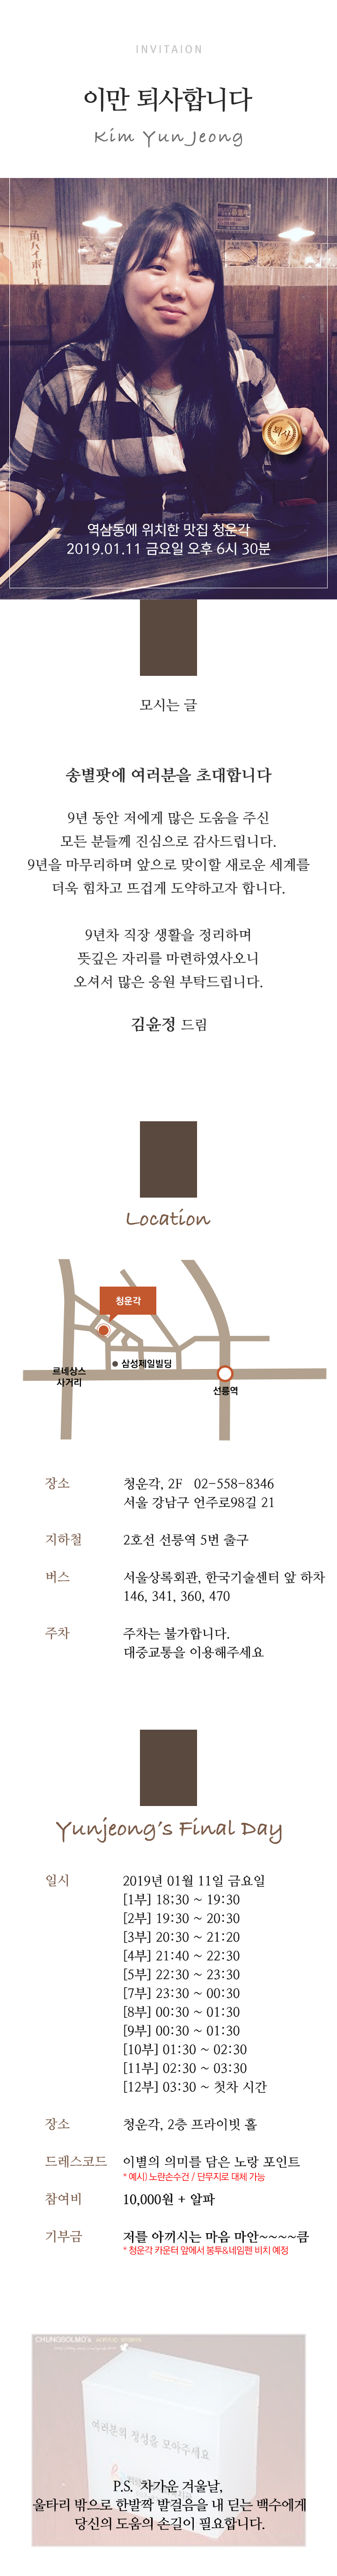 INVITAION
이만 퇴사합니다
Kim Yun Jeong
角ハイボール
퇴사
역삼동에 위치한 맛집 청운각
2019.01.11 금요일 오후 6시 30분
모시는 글
송별팟에 여러분을 초대합니다
9년 동안 저에게 많은 도움을 주신
모든 분들께 진심으로 감사드립니다.
9년을 마무리하며 앞으로 맞이할 새로운 세계를
더욱 힘차고 뜨겁게 도약하고자 합니다.
9년차 직장 생활을 정리하며
뜻깊은 자리를 마련하였사오니
오셔서 많은 응원 부탁드립니다.
김윤정 드림
Location
청운각
삼성제일빌딩
르네상스
사거리
선릉역
장소 청운각, 2F 02-558-8346
서울 강남구 언주로98길 21
지하철 2호선 선릉역 5번 출구
버스 서울상록회관, 한국기술센터 앞 하차
146, 341, 360, 470
주차 주차는 불가합니다.
대중교통을 이용해주세요
Yunjeong's Final Day
일시 2019년 01월 11일 금요일
[1부] 18;30 ~ 19:30
[2부] 19:30 ~ 20:30
[3부] 20:30 ~ 21:20
[4부] 21:40 ~ 22:30
[5부] 22:30 ~ 23:30
[7부] 23:30 ~ 00:30
[8부] 00:30 ~ 01:30
[9부] 00:30 ~ 01:30
[10부] 01:30 ~ 02:30
[11부] 02:30 ~ 03:30
[12부] 03:30 ~ 첫차 시간
장소 청운각, 2층 프라이빗 홀
드레스코드 이별의 의미를 담은 노랑 포인트
* 예시) 노란손수건 / 단무지로 대체 가능
참여비 10,000원 + 알파
기부금 저를 아끼시는 마음 마안~~~~큼
* 청운각 카운터 앞에서 봉투&네임펜 비치 예정
CHUNGSOLMO's
여러분의 정성을 모아주세요
P.S. 차가운 겨울날,
울타리 밖으로 한발짝 발걸음을 내 딛는 백수에게
당신의 도움의 손길이 필요합니다.